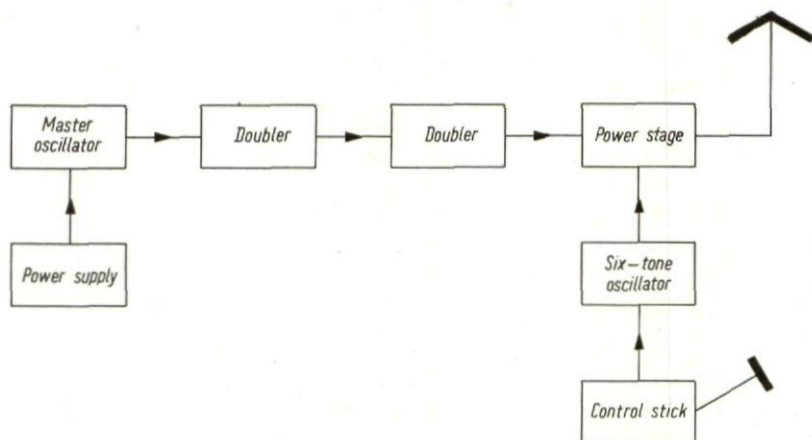 Master
oscillator
Doubler
Doubler
Power stage
Power supply
Six-tone
oscillator
Control stick